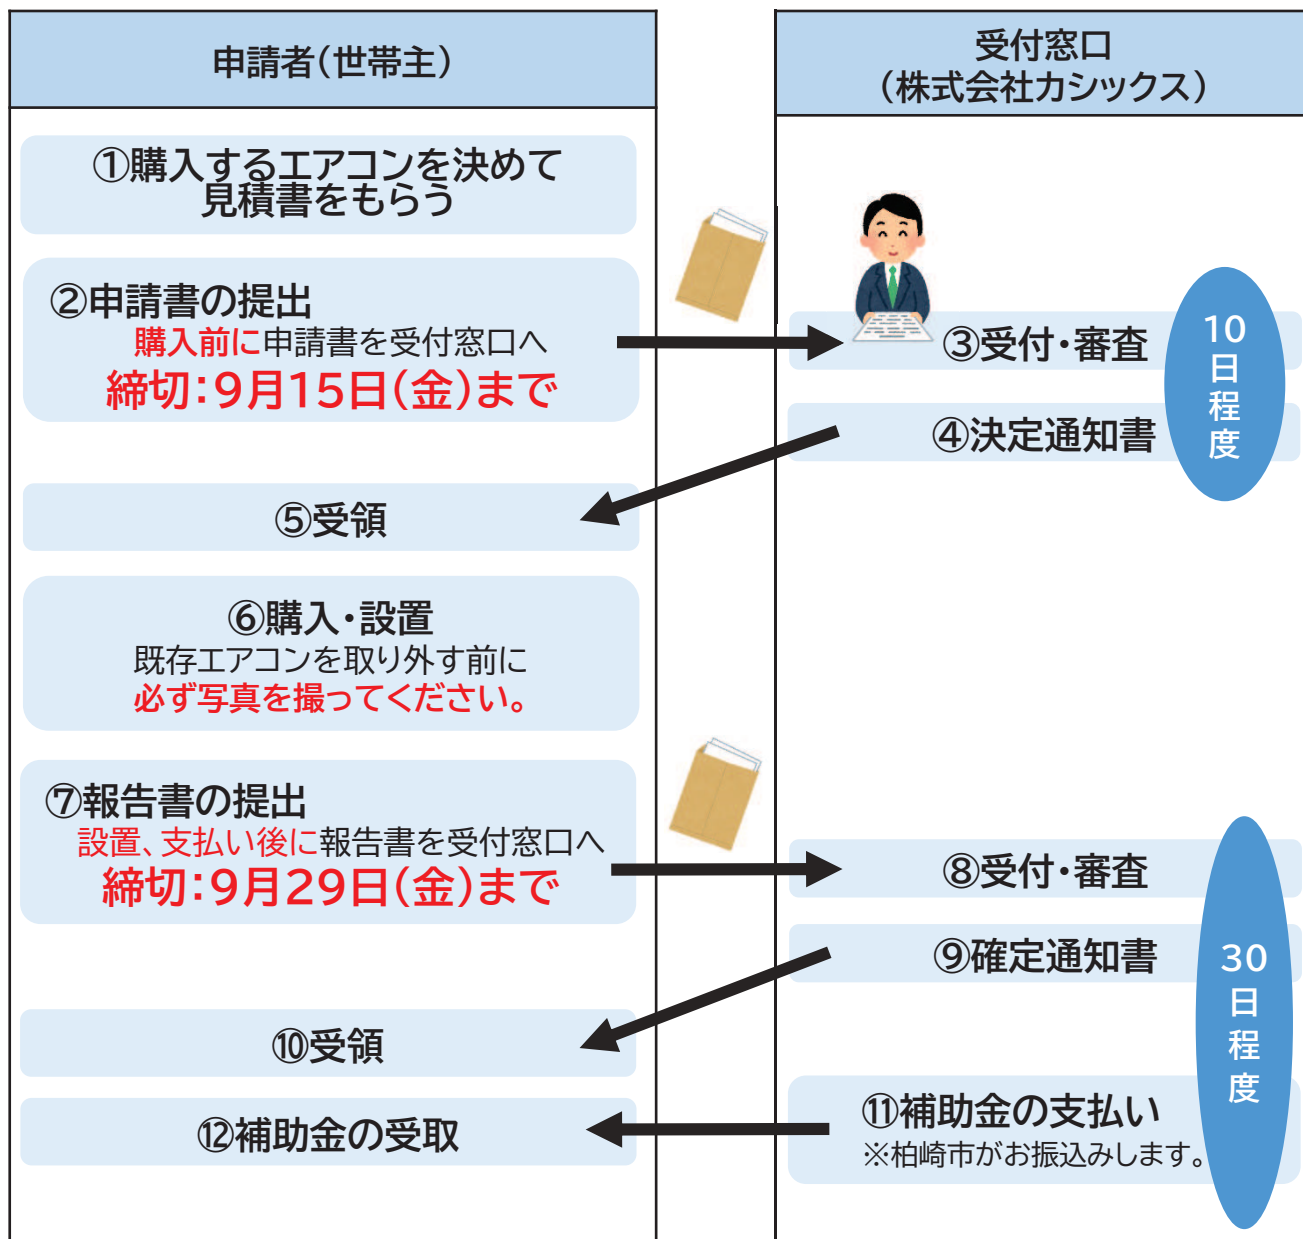 申請者(世帯主)
受付窓口
(株式会社カシックス)
①購入するエアコンを決めて
見積書をもらう
②申請書の提出
購入前に申請書を受付窓口へ
締切:9月15日(金)まで
③受付・審査
④決定通知書
10
日
程
度
⑤受領
⑥購入・設置
既存エアコンを取り外す前に
必ず写真を撮ってください。
⑦報告書の提出
設置、支払い後に報告書を受付窓口へ
締切:9月29日(金)まで
⑧受付・審査
⑨確定通知書
30
日
程
度
⑩受領
⑪補助金の支払い
※柏崎市がお振込みします。
⑫補助金の受取